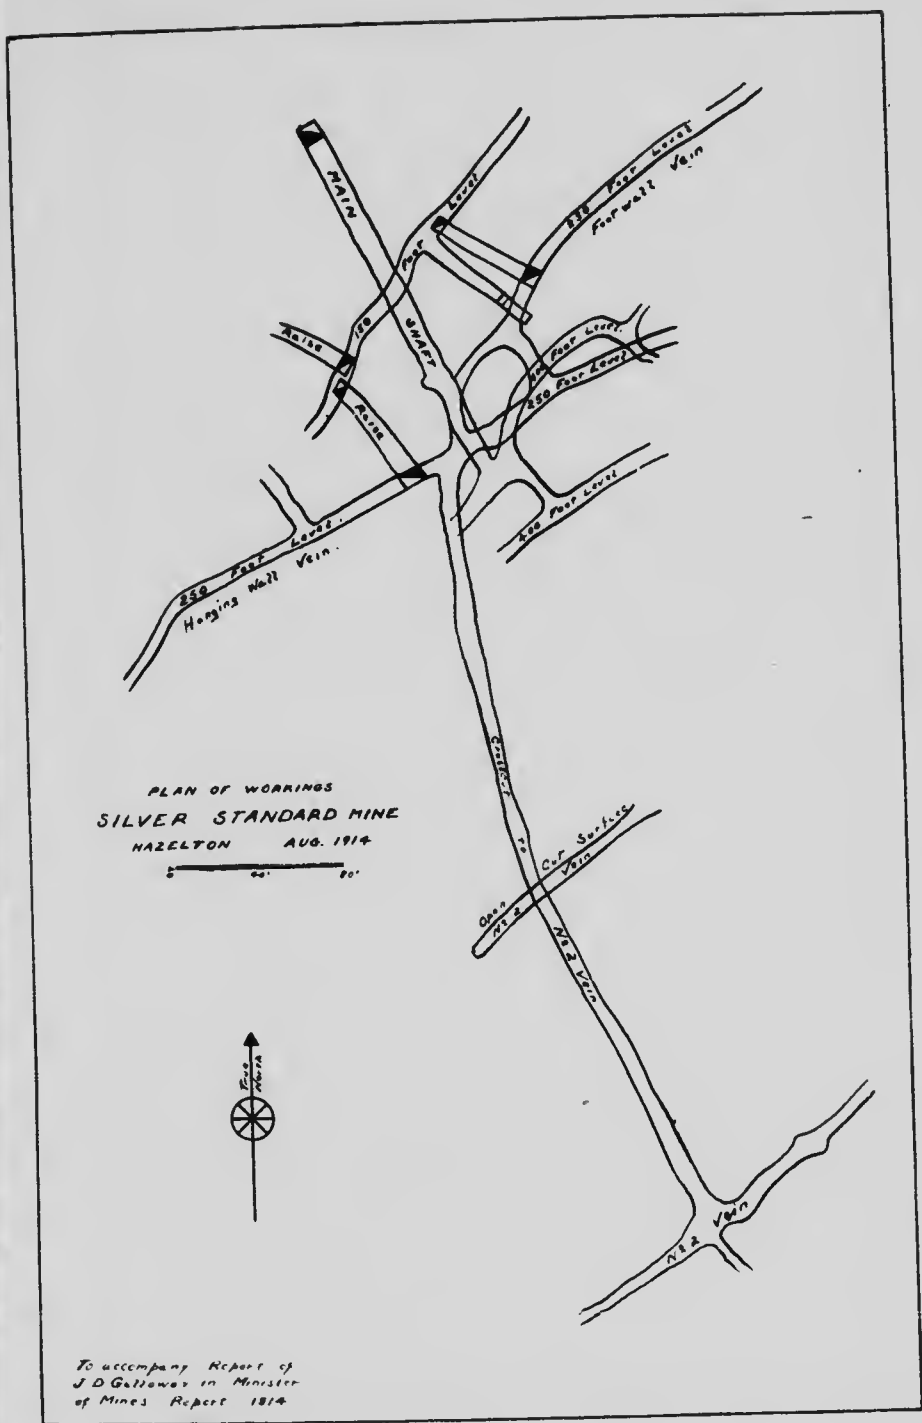 MAIN
SHAFT
150 Foot Level
250 Foot Level
Footwall Vein
Raise
Raise
400 Foot Level.
250 Foot Level
400 Foot Level
250 Foot Level.
Hanging Wall Vein.
PLAN OF WORKINGS
SILVER STANDARD MINE
HAZELTON AUG. 1914
0 40' 80'
Crosscut to No 2 Vein
Open Cut Surface
No 2 Vein
True North
No 2 Vein
To accompany Report of
J D Galloway in Minister
of Mines Report 1914